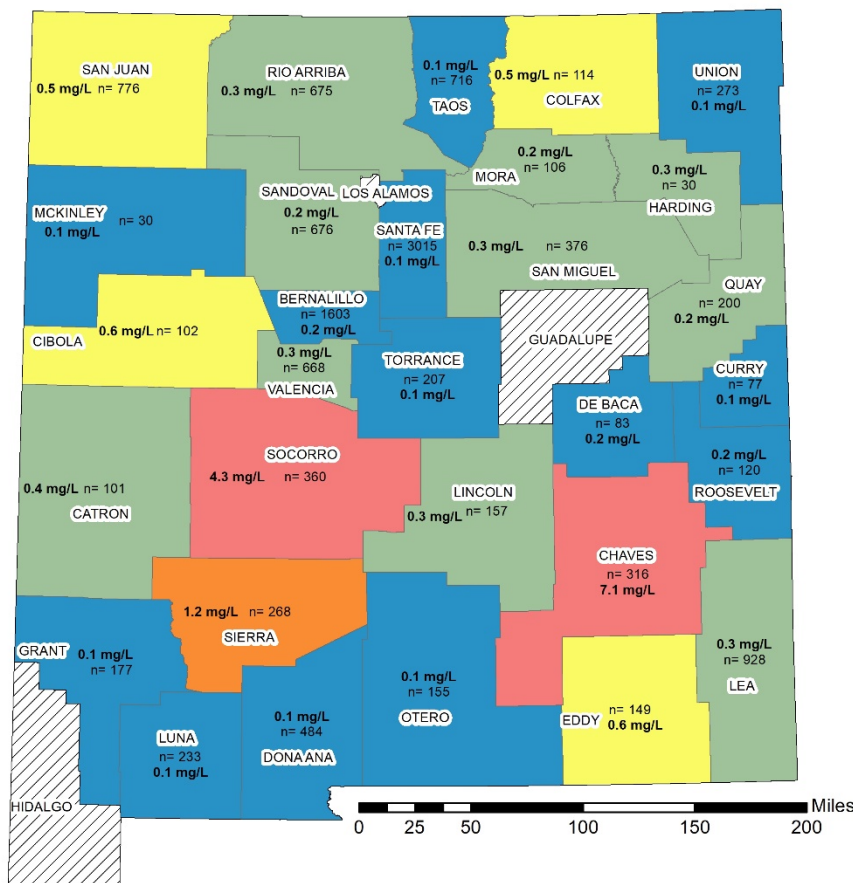 SAN JUAN
0.5 mg/L n= 776
RIO ARRIBA
0.3 mg/L n= 675
0.1 mg/L
n= 716
TAOS
0.5 mg/L n= 114
COLFAX
UNION
n= 273
0.1 mg/L
0.2 mg/L
n= 106
MORA
0.3 mg/L
n= 30
HARDING
SANDOVAL
0.2 mg/L
n= 676
LOS ALAMOS
MCKINLEY
n= 30
0.1 mg/L
SANTA FE
n= 3015
0.1 mg/L
0.3 mg/L n= 376
SAN MIGUEL
QUAY
n= 200
0.2 mg/L
BERNALILLO
n= 1603
0.2 mg/L
0.6 mg/L n= 102
CIBOLA
GUADALUPE
0.3 mg/L
n= 668
VALENCIA
TORRANCE
n= 207
0.1 mg/L
CURRY
n= 77
0.1 mg/L
DE BACA
n= 83
0.2 mg/L
0.2 mg/L
n= 120
ROOSEVELT
SOCORRO
4.3 mg/L n= 360
0.4 mg/L n= 101
CATRON
LINCOLN
0.3 mg/L n= 157
CHAVES
n= 316
7.1 mg/L
1.2 mg/L n= 268
SIERRA
GRANT
0.1 mg/L
n= 177
0.1 mg/L
n= 155
OTERO
0.3 mg/L
n= 928
LEA
n= 149
EDDY
0.6 mg/L
LUNA
n= 233
0.1 mg/L
0.1 mg/L
n= 484
DONA ANA
HIDALGO
Miles
0 25 50 100 150 200